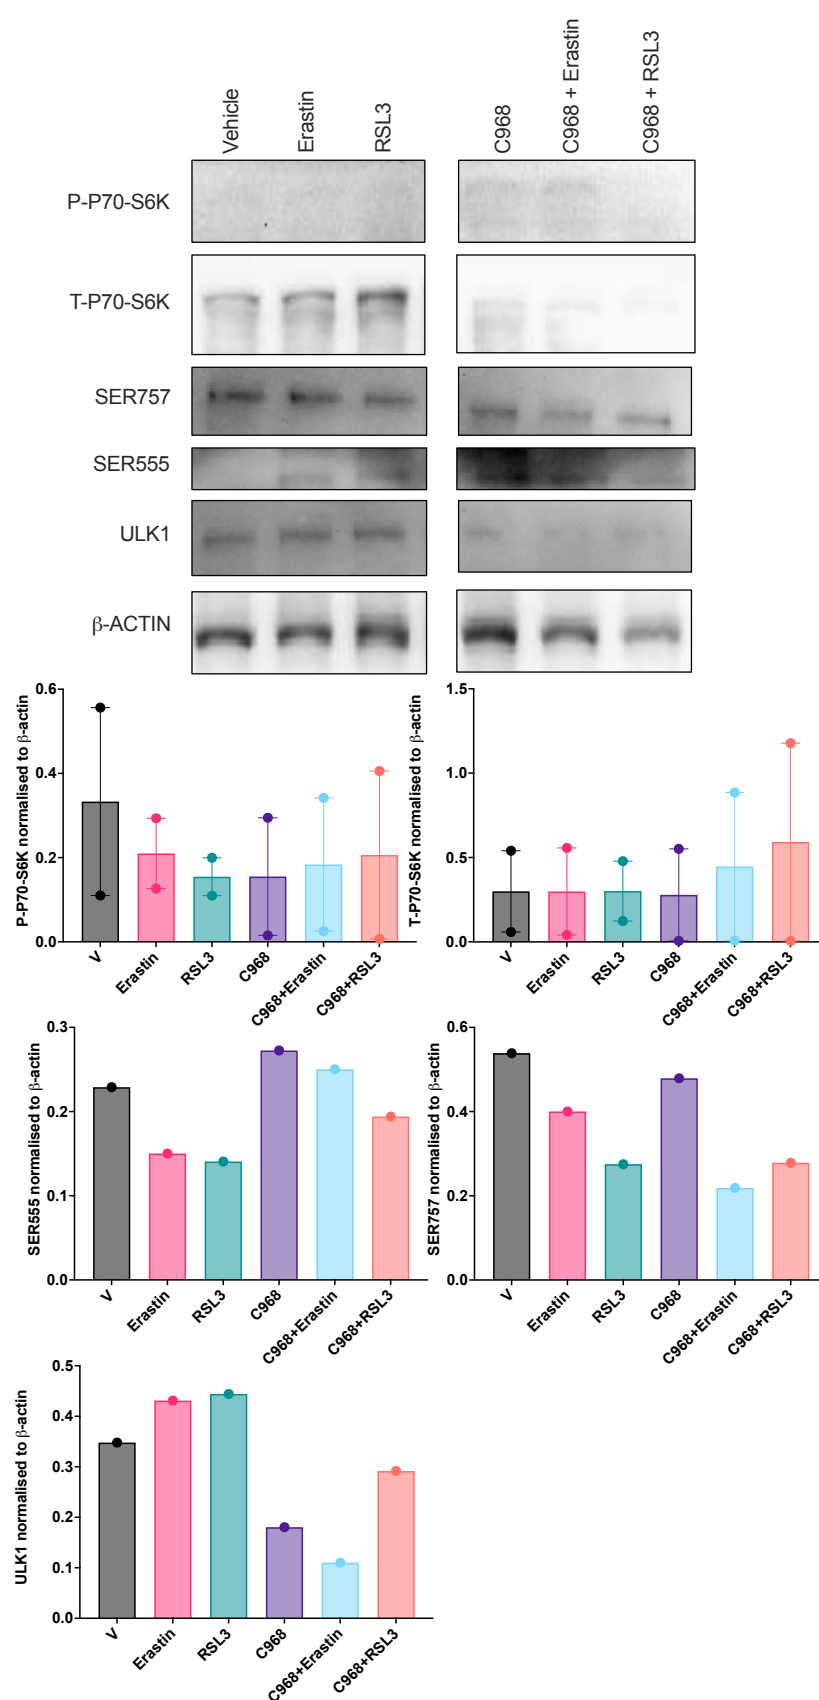 Vehicle
Erastin
RSL3
C968
C968 + Erastin
C968 + RSL3
P-P70-S6K
T-P70-S6K
SER757
SER555
ULK1
β-ACTIN
P-P70-S6K normalised to β-actin
0.6
0.4
0.2
0.0
V
Erastin
RSL3
C968
C968+Erastin
C968+RSL3
T-P70-S6K normalised to β-actin
1.5
1.0
0.5
0.0
V
Erastin
RSL3
C968
C968+Erastin
C968+RSL3
SER555 normalised to β-actin
0.3
0.2
0.1
0.0
V
Erastin
RSL3
C968
C968+Erastin
C968+RSL3
SER757 normalised to β-actin
0.6
0.4
0.2
0.0
V
Erastin
RSL3
C968
C968+Erastin
C968+RSL3
ULK1 normalised to β-actin
0.5
0.4
0.3
0.2
0.1
0.0
V
Erastin
RSL3
C968
C968+Erastin
C968+RSL3